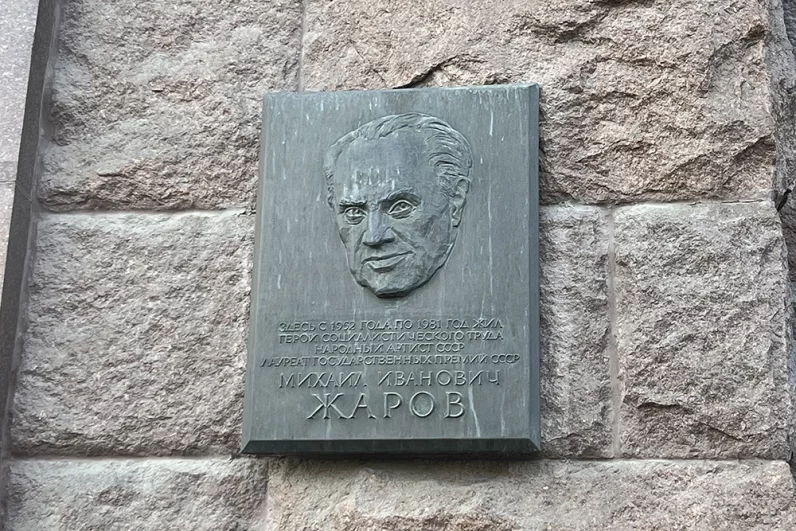 ЗДЕСЬ С 1952 ГОДА ПО 1981 ГОД ЖИЛ
ГЕРОЙ СОЦИАЛИСТИЧЕСКОГО ТРУДА
НАРОДНЫЙ АРТИСТ СССР
ЛАУРЕАТ ГОСУДАРСТВЕННЫХ ПРЕМИЙ СССР
МИХАИЛ ИВАНОВИЧ
ЖАРОВ